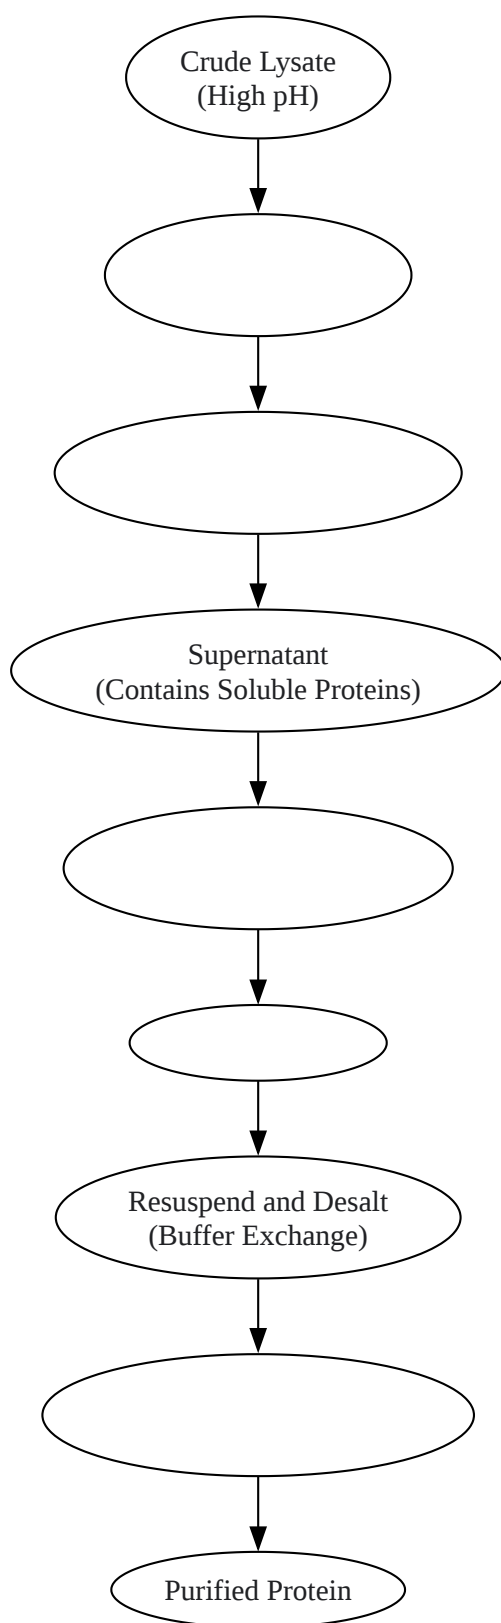 Crude Lysate
(High pH)
Supernatant
(Contains Soluble Proteins)
Resuspend and Desalt
(Buffer Exchange)
Purified Protein